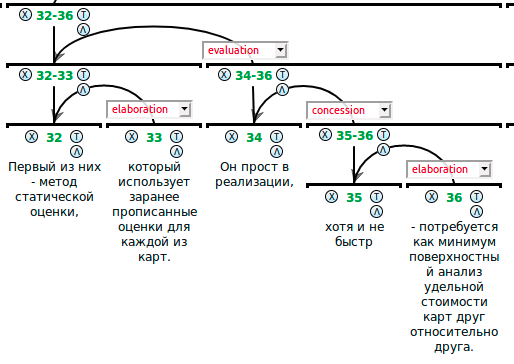 X 32-36 T
Λ
evaluation
X 32-33 T
Λ
X 34-36 T
Λ
elaboration
concession
X 32 T
Λ
X 33 T
Λ
X 34 T
Λ
X 35-36 T
Λ
Первый из них
- метод
статической
оценки,
который
использует
заранее
прописанные
оценки для
каждой из
карт.
Он прост в
реализации,
elaboration
X 35 T
Λ
X 36 T
Λ
хотя и не
быстр
- потребуется
как минимум
поверхностны
й анализ
удельной
стоимости
карт друг
относительно
друга.